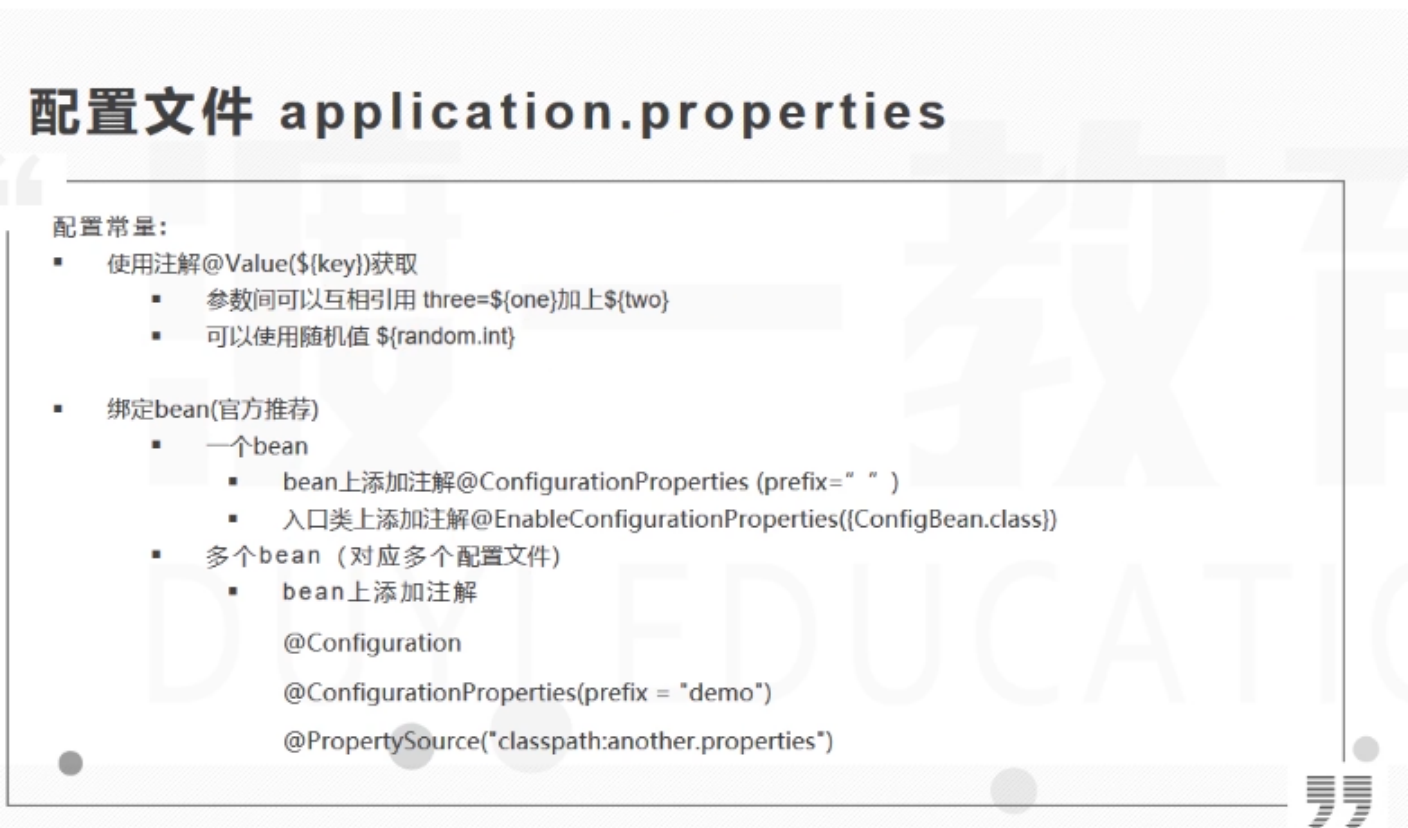 配置文件 application.properties
配置常量：
▪ 使用注解@Value(${key})获取
▪ 参数间可以互相引用 three=${one}加上${two}
▪ 可以使用随机值 ${random.int}
▪ 绑定bean(官方推荐)
▪ 一个bean
▪ bean上添加注解@ConfigurationProperties (prefix=“ ” )
▪ 入口类上添加注解@EnableConfigurationProperties({ConfigBean.class})
▪ 多个bean（对应多个配置文件)
▪ bean上添加注解
@Configuration
@ConfigurationProperties(prefix = "demo")
@PropertySource("classpath:another.properties")
渡一教育
DUYI EDUCATIO